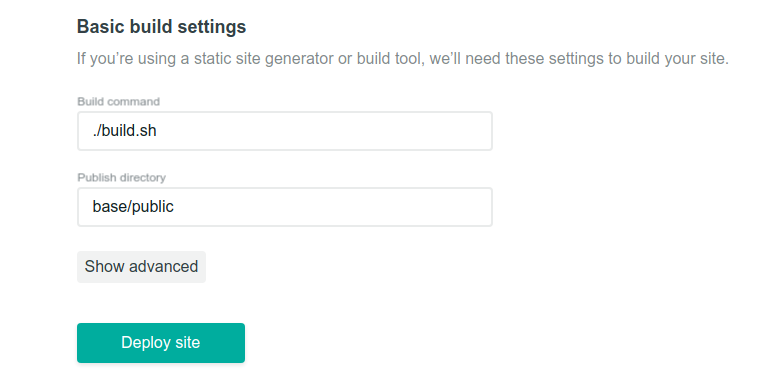 Basic build settings
If you’re using a static site generator or build tool, we’ll need these settings to build your site.
Build command
./build.sh
Publish directory
base/public
Show advanced
Deploy site